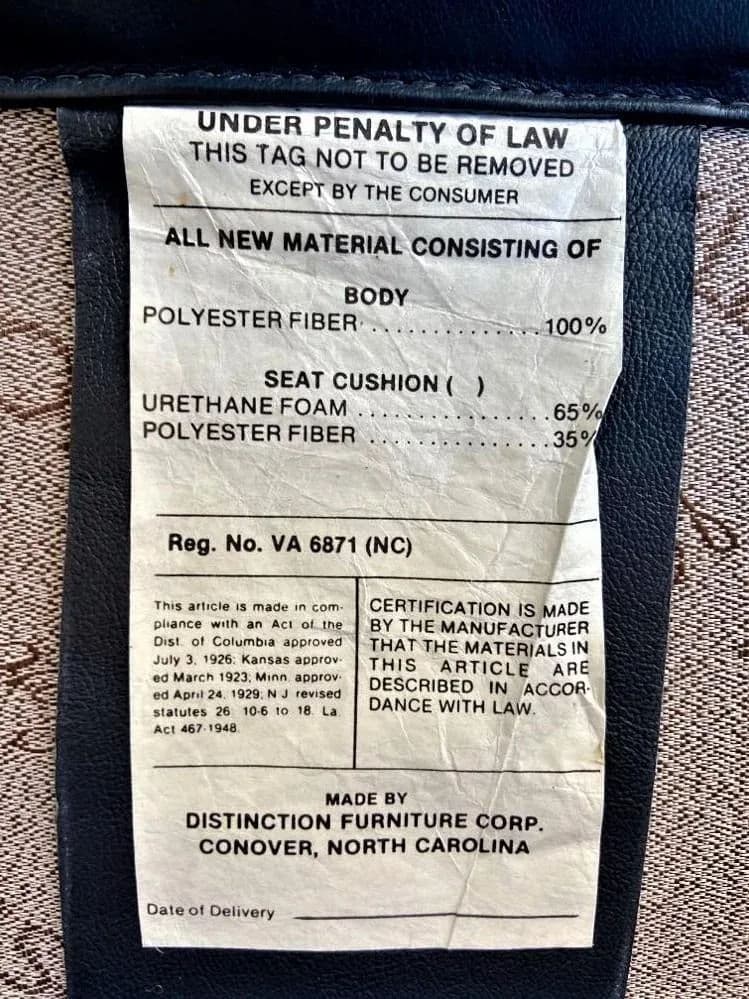 UNDER PENALTY OF LAW
THIS TAG NOT TO BE REMOVED
EXCEPT BY THE CONSUMER
ALL NEW MATERIAL CONSISTING OF
BODY
POLYESTER FIBER ............... 100%
SEAT CUSHION ( )
URETHANE FOAM ................ 65%
POLYESTER FIBER ............... 35%
Reg. No. VA 6871 (NC)
This article is made in com-
pliance with an Act of the
Dist. of Columbia approved
July 3, 1926; Kansas approv-
ed March 1923; Minn. approv-
ed April 24, 1929; N J revised
statutes 26 10-6 to 18. La.
Act 467-1948.
CERTIFICATION IS MADE
BY THE MANUFACTURER
THAT THE MATERIALS IN
THIS ARTICLE ARE
DESCRIBED IN ACCOR-
DANCE WITH LAW.
MADE BY
DISTINCTION FURNITURE CORP.
CONOVER, NORTH CAROLINA
Date of Delivery